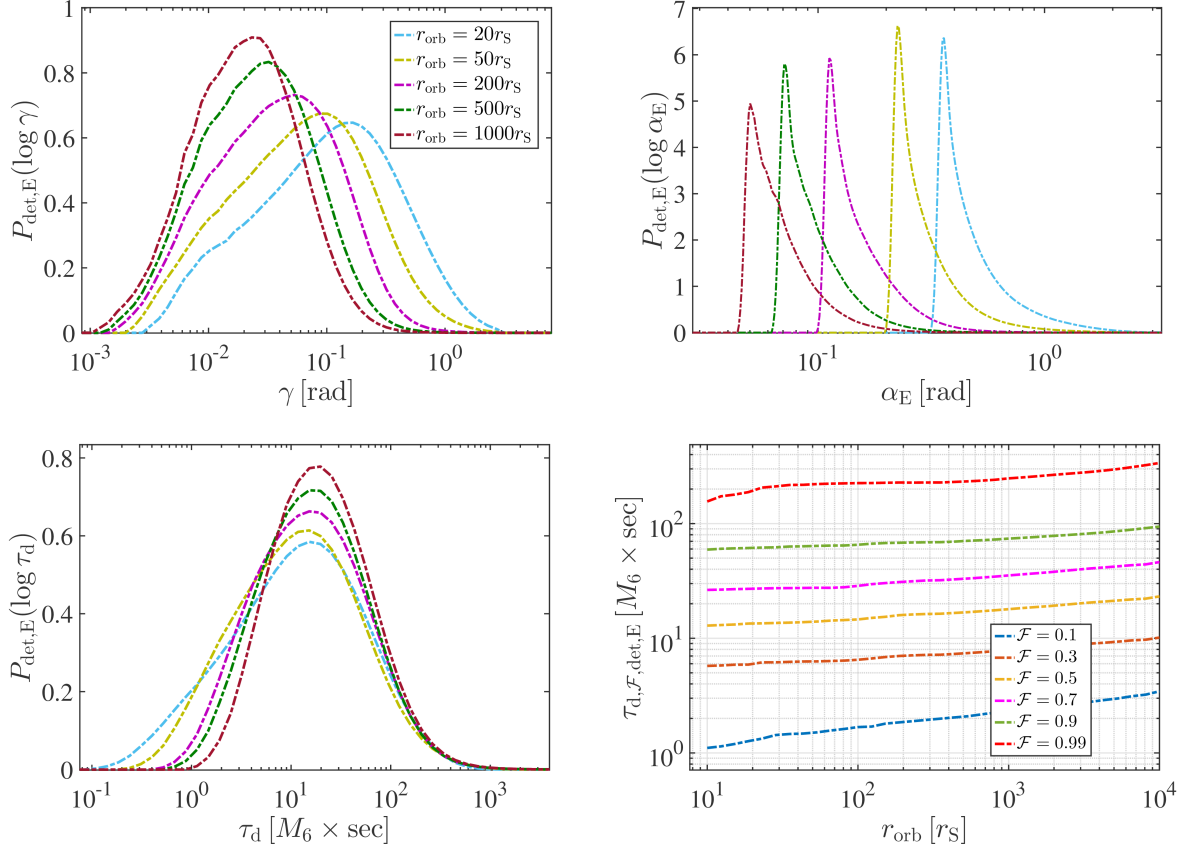 P_det,E(log γ)
1
0.8
0.6
0.4
0.2
0
r_orb = 20r_S
r_orb = 50r_S
r_orb = 200r_S
r_orb = 500r_S
r_orb = 1000r_S
10^-3 10^-2 10^-1 10^0
γ [rad]
P_det,E(log α_E)
7
6
5
4
3
2
1
0
10^-1 10^0
α_E [rad]
P_det,E(log τ_d)
0.8
0.6
0.4
0.2
0
10^-1 10^0 10^1 10^2 10^3
τ_d [M_6 × sec]
τ_d,ℱ,det,E [M_6 × sec]
10^2
10^1
10^0
ℱ = 0.1
ℱ = 0.3
ℱ = 0.5
ℱ = 0.7
ℱ = 0.9
ℱ = 0.99
10^1 10^2 10^3 10^4
r_orb [r_S]